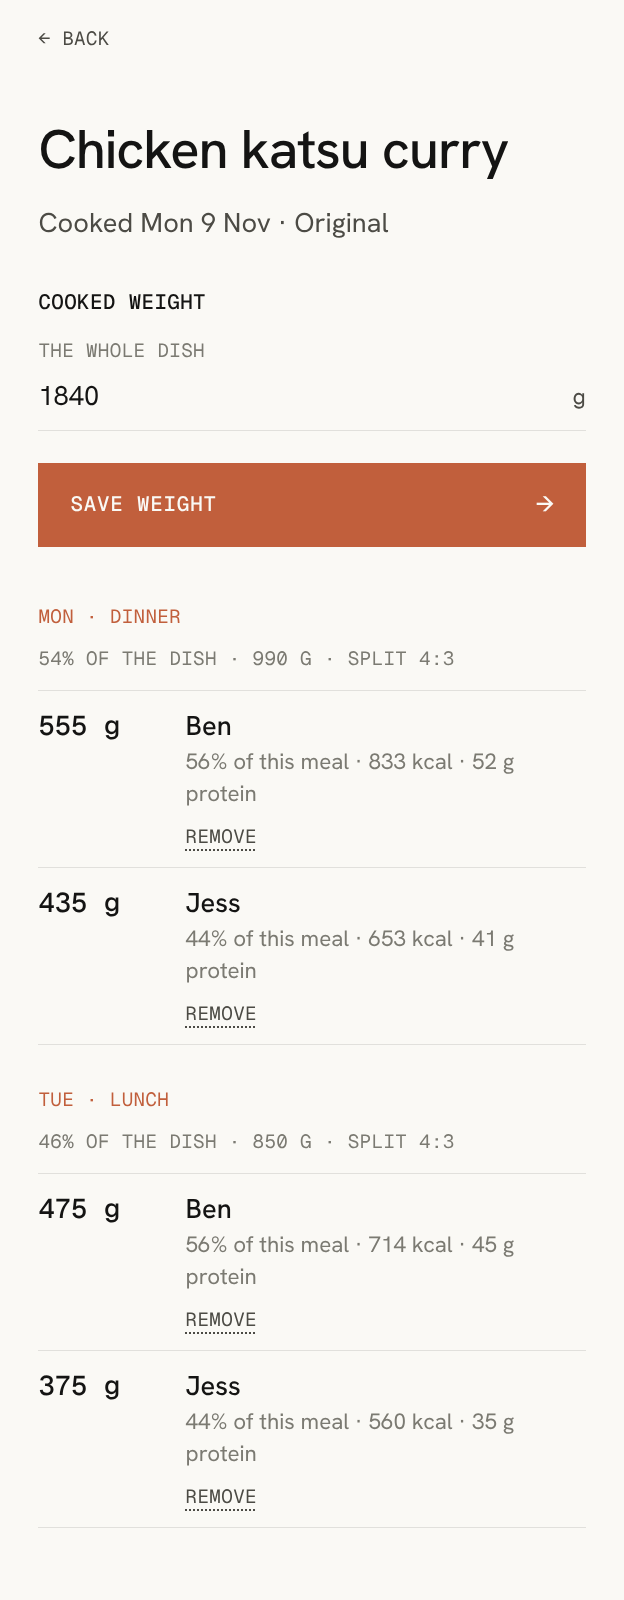 ← BACK
Chicken katsu curry
Cooked Mon 9 Nov · Original
COOKED WEIGHT
THE WHOLE DISH
1840 g
SAVE WEIGHT →
MON · DINNER
54% OF THE DISH · 990 G · SPLIT 4:3
555 g Ben
56% of this meal · 833 kcal · 52 g
protein
REMOVE
435 g Jess
44% of this meal · 653 kcal · 41 g
protein
REMOVE
TUE · LUNCH
46% OF THE DISH · 850 G · SPLIT 4:3
475 g Ben
56% of this meal · 714 kcal · 45 g
protein
REMOVE
375 g Jess
44% of this meal · 560 kcal · 35 g
protein
REMOVE